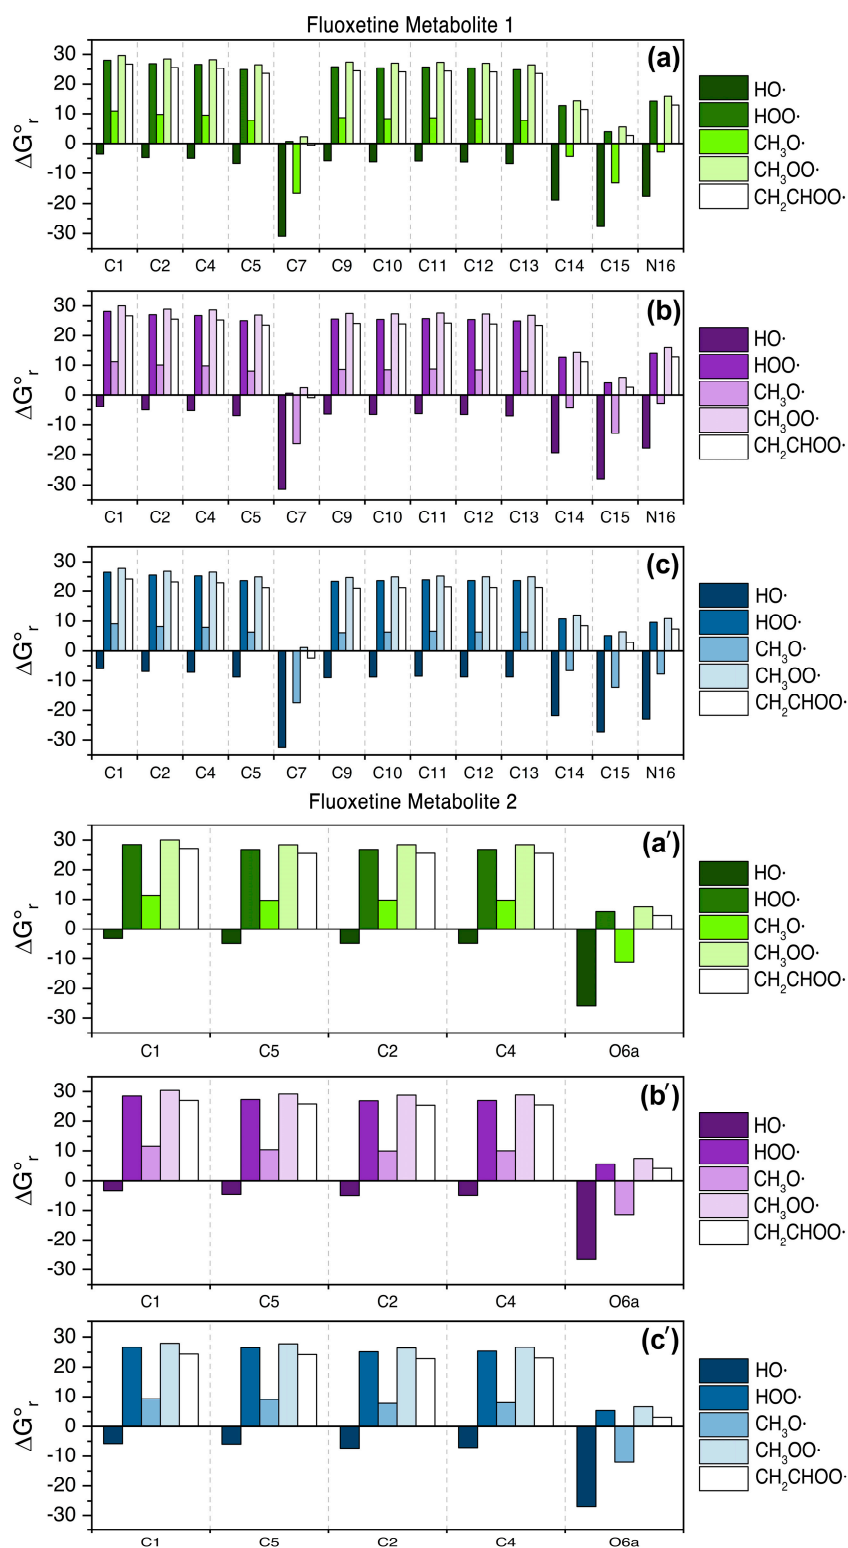 Fluoxetine Metabolite 1
(a)
ΔG°r
30
20
10
0
-10
-20
-30
C1 C2 C4 C5 C7 C9 C10 C11 C12 C13 C14 C15 N16
HO·
HOO·
CH3O·
CH3OO·
CH2CHOO·
(b)
ΔG°r
30
20
10
0
-10
-20
-30
C1 C2 C4 C5 C7 C9 C10 C11 C12 C13 C14 C15 N16
HO·
HOO·
CH3O·
CH3OO·
CH2CHOO·
(c)
ΔG°r
30
20
10
0
-10
-20
-30
C1 C2 C4 C5 C7 C9 C10 C11 C12 C13 C14 C15 N16
HO·
HOO·
CH3O·
CH3OO·
CH2CHOO·
Fluoxetine Metabolite 2
(a′)
ΔG°r
30
20
10
0
-10
-20
-30
C1 C5 C2 C4 O6a
HO·
HOO·
CH3O·
CH3OO·
CH2CHOO·
(b′)
ΔG°r
30
20
10
0
-10
-20
-30
C1 C5 C2 C4 O6a
HO·
HOO·
CH3O·
CH3OO·
CH2CHOO·
(c′)
ΔG°r
30
20
10
0
-10
-20
-30
C1 C5 C2 C4 O6a
HO·
HOO·
CH3O·
CH3OO·
CH2CHOO·